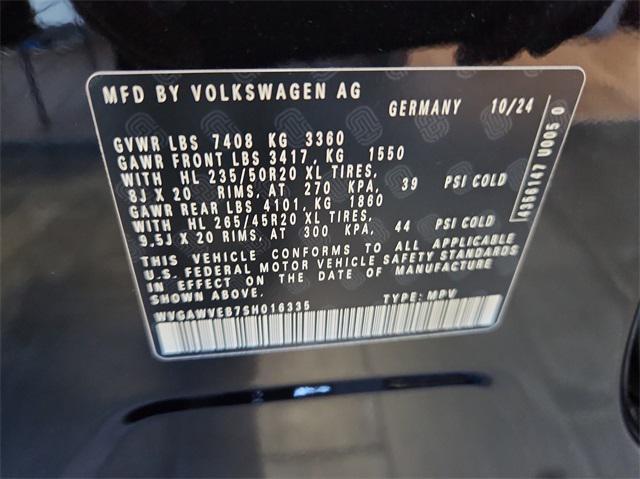 MFD BY VOLKSWAGEN AG
GERMANY 10/24
GVWR LBS 7408 KG 3360
GAWR FRONT LBS 3417, KG 1550
WITH HL 235/50R20 XL TIRES,
8J X 20 RIMS, AT 270 KPA, 39 PSI COLD
GAWR REAR LBS 4101, KG 1860
WITH HL 265/45R20 XL TIRES,
9.5J X 20 RIMS, AT 300 KPA, 44 PSI COLD
THIS VEHICLE CONFORMS TO ALL APPLICABLE
U.S. FEDERAL MOTOR VEHICLE SAFETY STANDARDS
IN EFFECT ON THE DATE OF MANUFACTURE
SHOWN ABOVE.
WVGAWVEB7SH016335 TYPE: MPV
U005 0